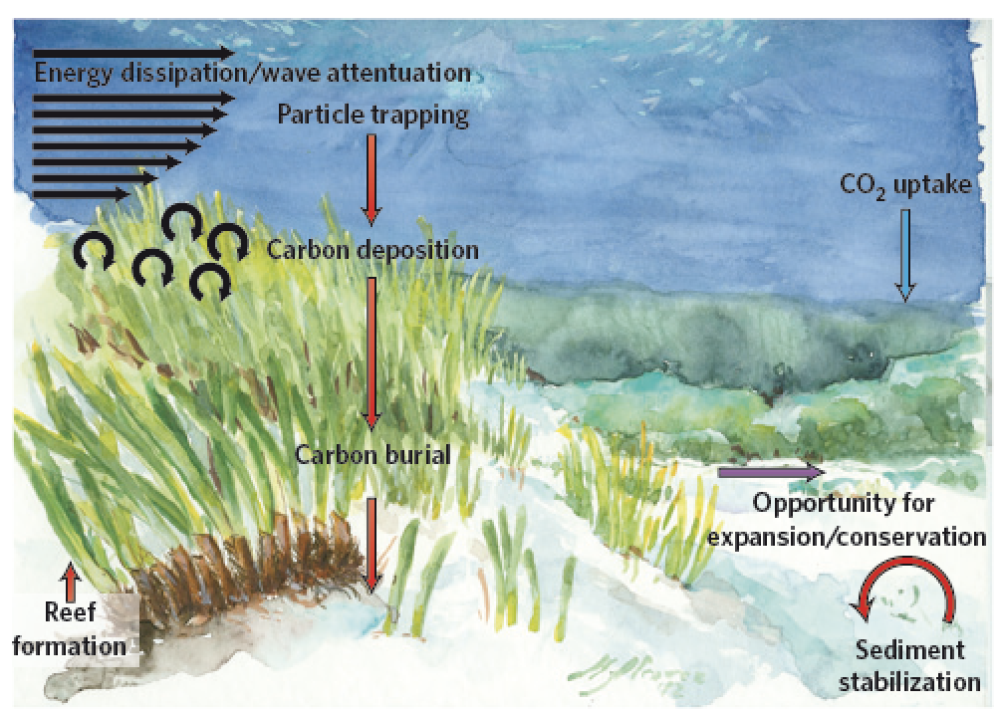 Energy dissipation/wave attentuation
Particle trapping
CO₂ uptake
Carbon deposition
Carbon burial
Opportunity for
expansion/conservation
Reef
formation
Sediment
stabilization